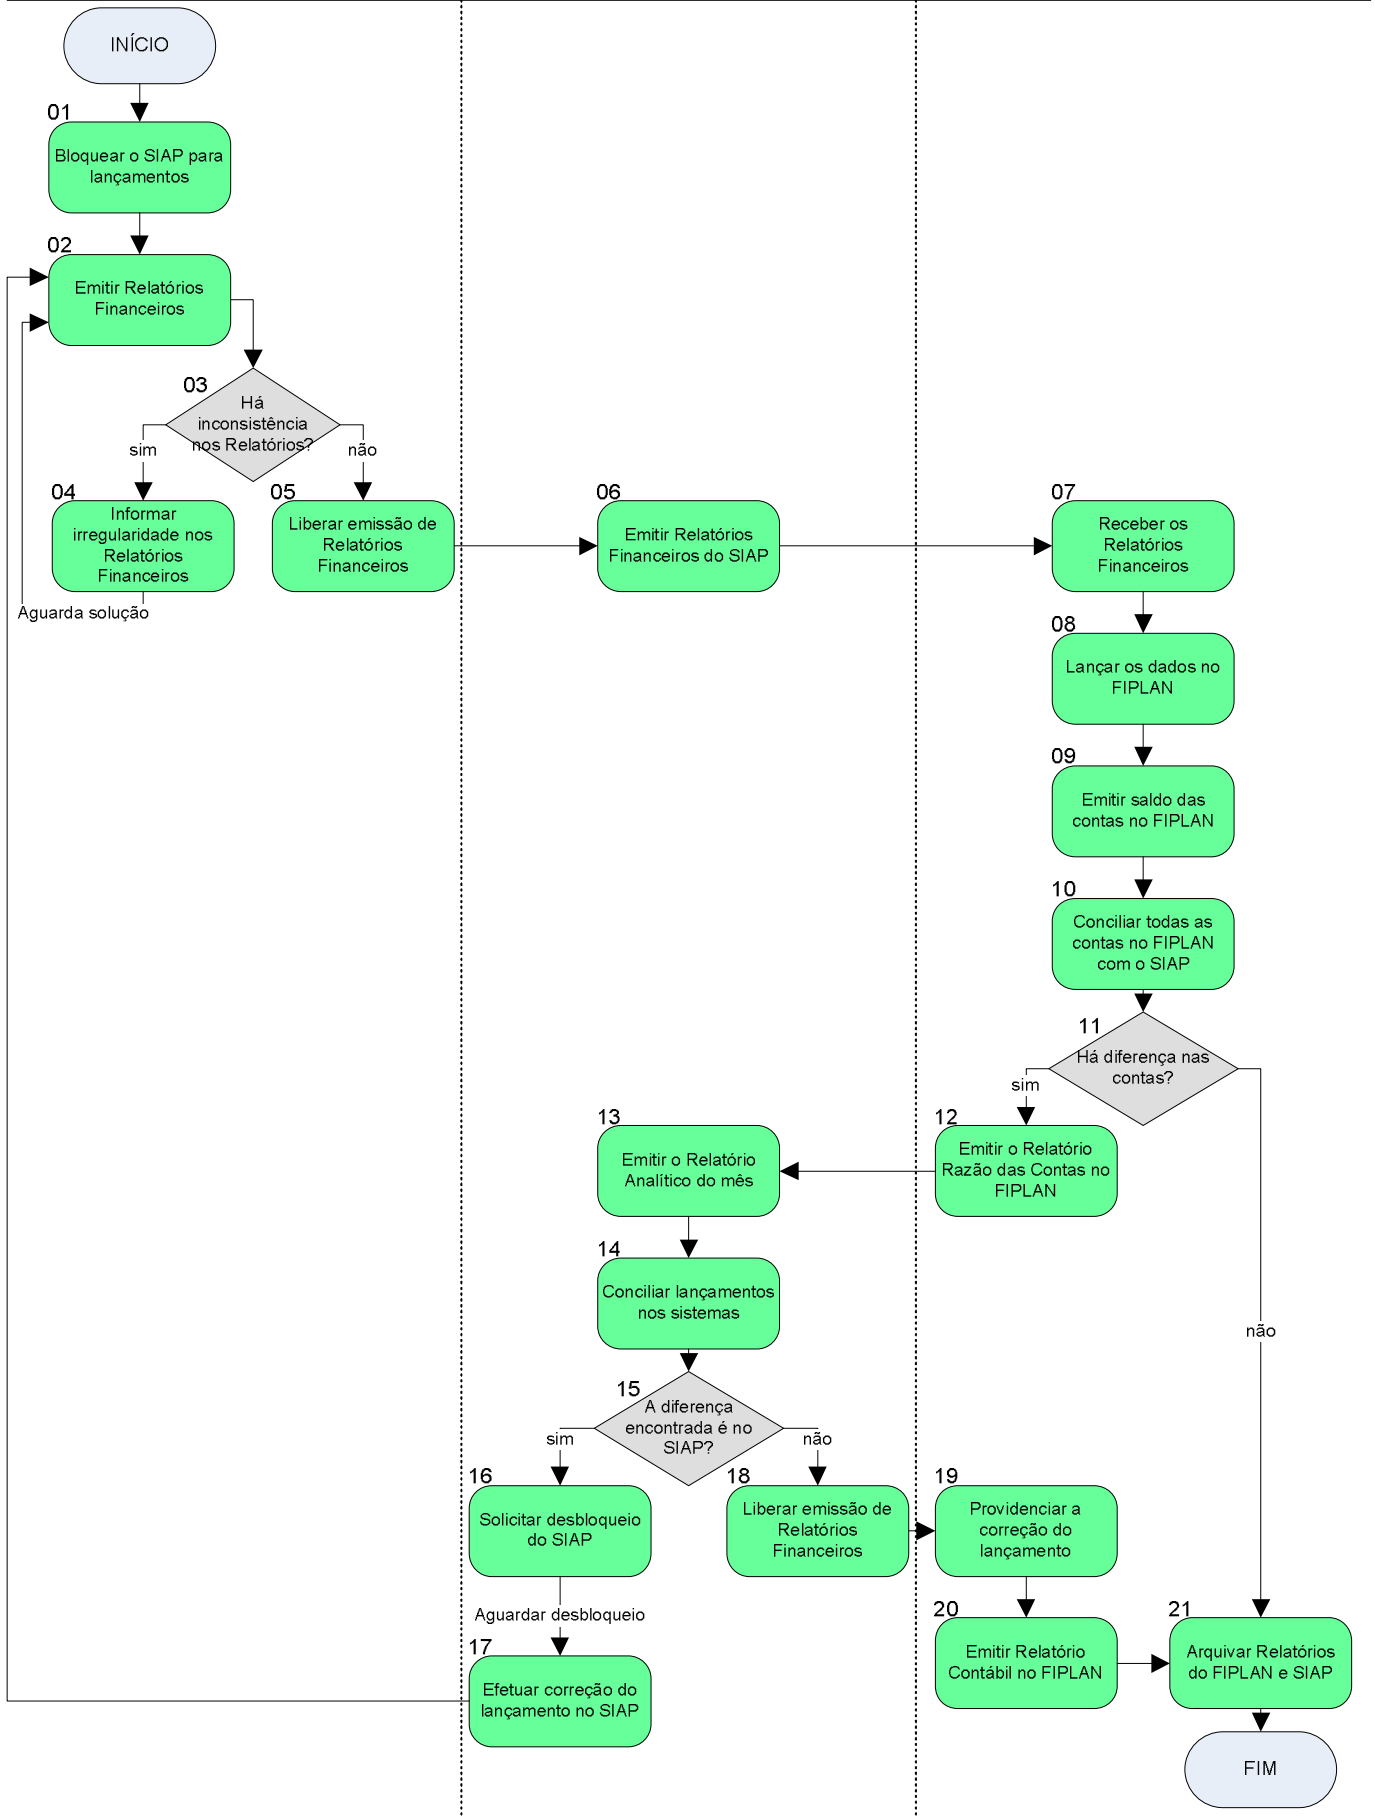 INÍCIO
01
Bloquear o SIAP para
lançamentos
02
Emitir Relatórios
Financeiros
03
Há
inconsistência
nos Relatórios?
sim
não
04
Informar
irregularidade nos
Relatórios
Financeiros
Aguarda solução
05
Liberar emissão de
Relatórios
Financeiros
06
Emitir Relatórios
Financeiros do SIAP
07
Receber os
Relatórios
Financeiros
08
Lançar os dados no
FIPLAN
09
Emitir saldo das
contas no FIPLAN
10
Conciliar todas as
contas no FIPLAN
com o SIAP
11
Há diferença nas
contas?
sim
não
12
Emitir o Relatório
Razão das Contas no
FIPLAN
13
Emitir o Relatório
Analítico do mês
14
Conciliar lançamentos
nos sistemas
15
A diferença
encontrada é no
SIAP?
sim
não
16
Solicitar desbloqueio
do SIAP
Aguardar desbloqueio
17
Efetuar correção do
lançamento no SIAP
18
Liberar emissão de
Relatórios
Financeiros
19
Providenciar a
correção do
lançamento
20
Emitir Relatório
Contábil no FIPLAN
21
Arquivar Relatórios
do FIPLAN e SIAP
FIM